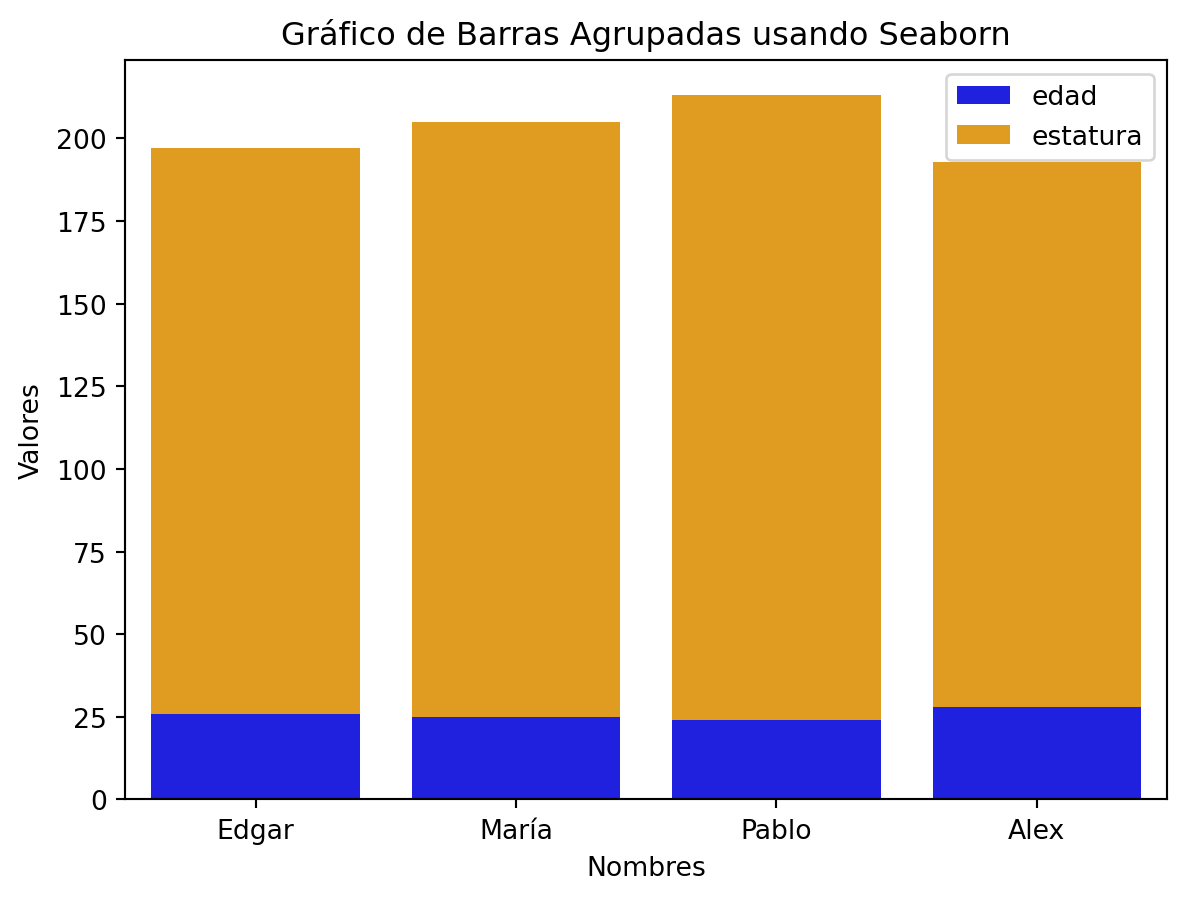 Gráfico de Barras Agrupadas usando Seaborn
edad
estatura
200
175
150
125
100
75
50
25
0
Valores
Edgar María Pablo Alex
Nombres